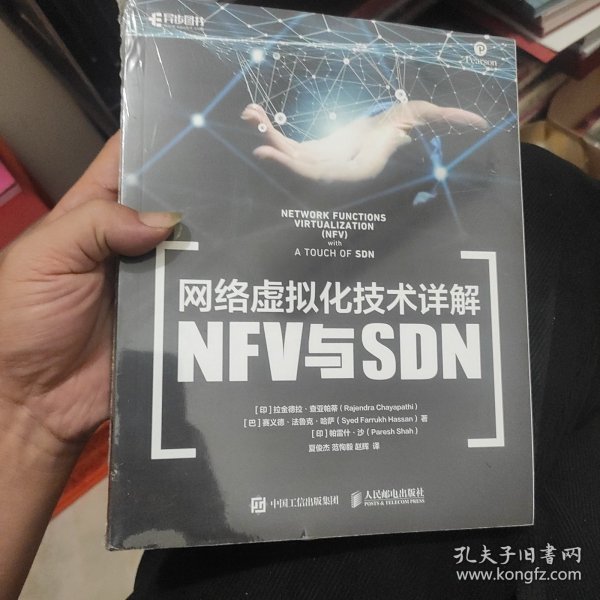 异步图书
Pearson
NETWORK FUNCTIONS
VIRTUALIZATION
(NFV)
with
A TOUCH OF SDN
网络虚拟化技术详解
NFV与SDN
[印] 拉金德拉·查亚帕蒂 (Rajendra Chayapathi)
[巴] 赛义德·法鲁克·哈萨 (Syed Farrukh Hassan) 著
[印] 帕雷什·沙 (Paresh Shah)
夏俊杰 范恂毅 赵辉 译
中国工信出版集团
人民邮电出版社
POSTS & TELECOM PRESS
孔夫子旧书网
www.kongfz.com